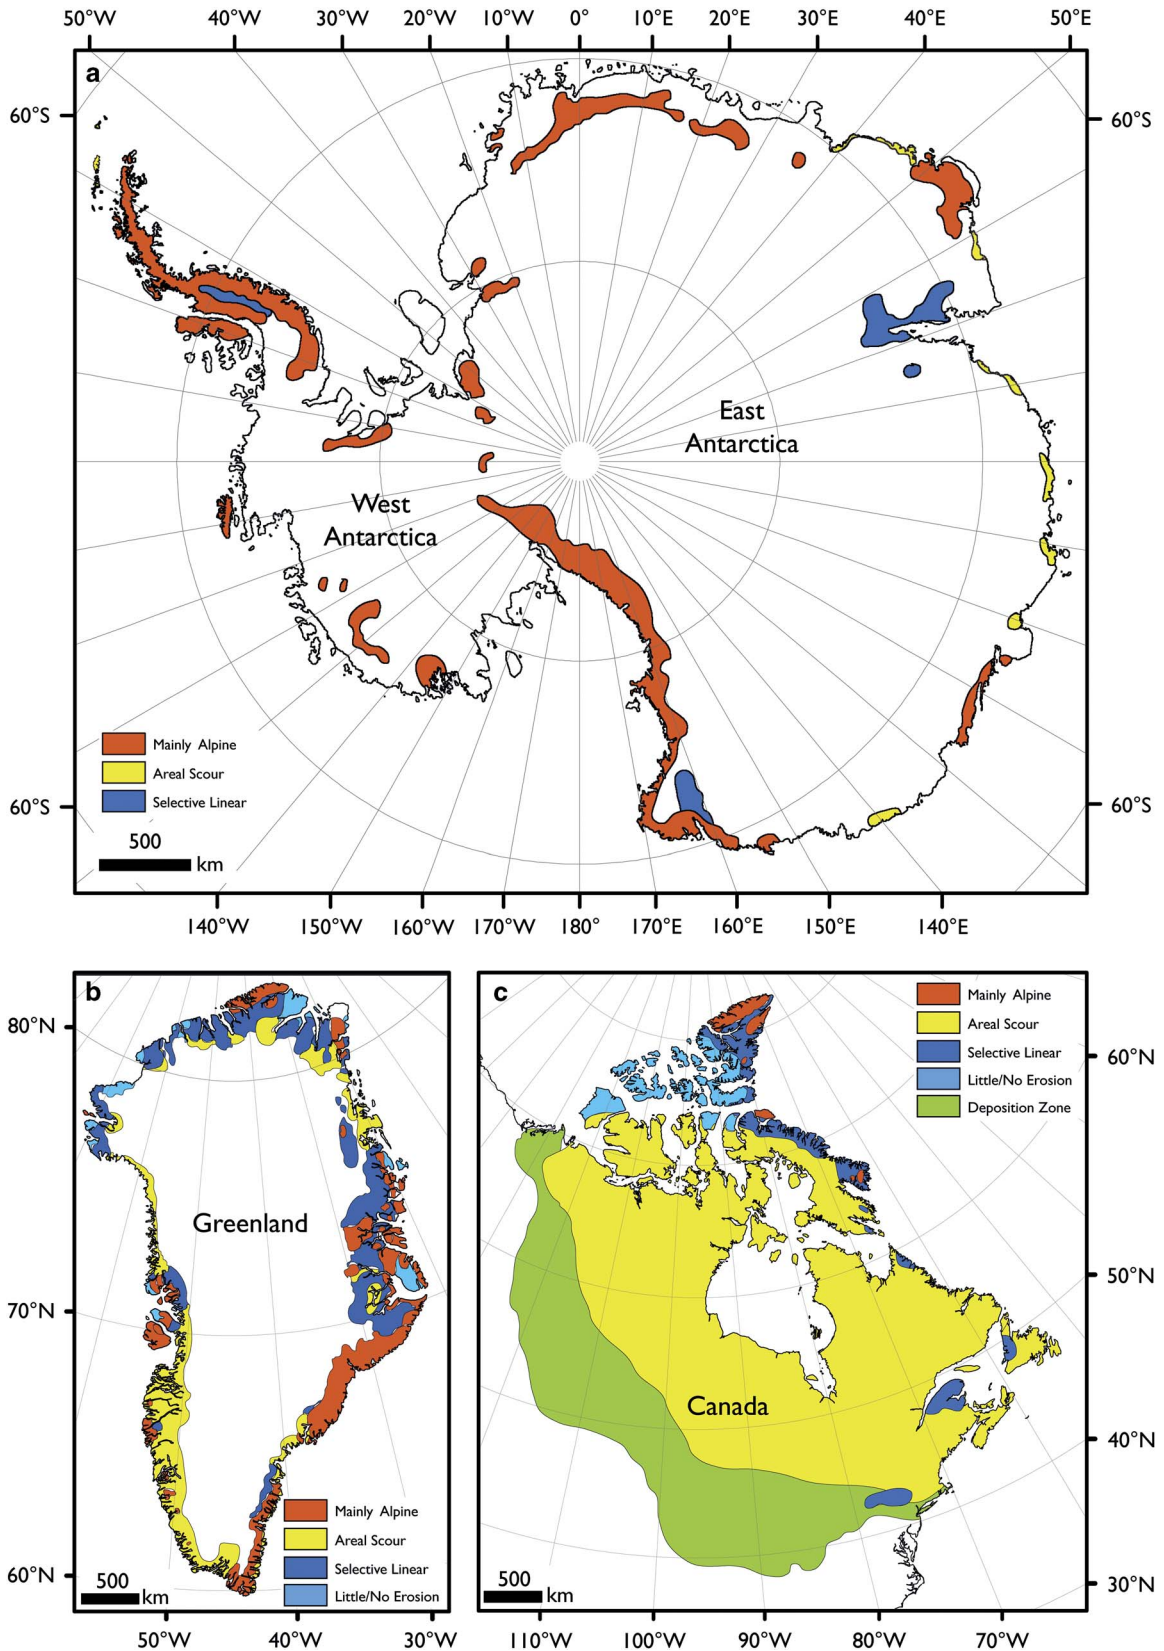 50°W 40°W 30°W 20°W 10°W 0° 10°E 20°E 30°E 40°E 50°E
a
60°S 60°S
East
Antarctica
West
Antarctica
Mainly Alpine
Areal Scour
Selective Linear
60°S 60°S
500
km
140°W 150°W 160°W 170°W 180° 170°E 160°E 150°E 140°E
b
80°N
Greenland
70°N
Mainly Alpine
Areal Scour
Selective Linear
Little/No Erosion
60°N
500
km
50°W 40°W 30°W
c
Mainly Alpine
Areal Scour
Selective Linear
Little/No Erosion
Deposition Zone
60°N
50°N
Canada
40°N
500
km
30°N
110°W 100°W 90°W 80°W 70°W